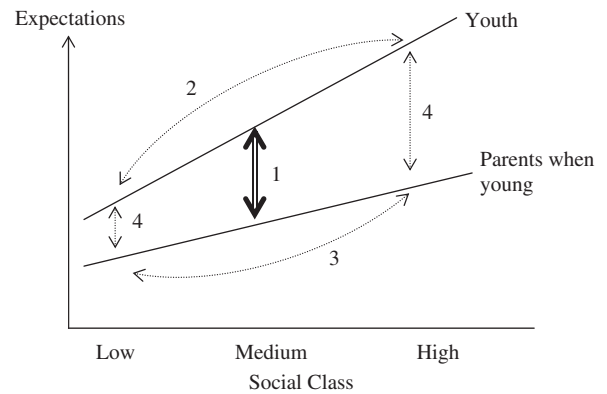 Expectations
Youth
2
4
1
Parents when
young
4
3
Low Medium High
Social Class